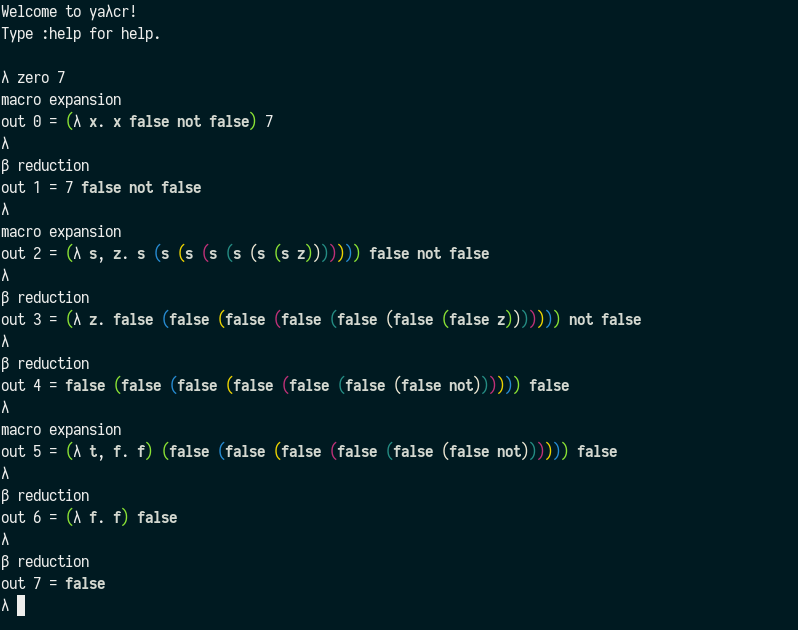 Welcome to yaλcr!
Type :help for help.
λ zero 7
macro expansion
out 0 = (λ x. x false not false) 7
λ
β reduction
out 1 = 7 false not false
λ
macro expansion
out 2 = (λ s, z. s (s (s (s (s (s (s z))))))) false not false
λ
β reduction
out 3 = (λ z. false (false (false (false (false (false (false z))))))) not false
λ
β reduction
out 4 = false (false (false (false (false (false (false not)))))) false
λ
macro expansion
out 5 = (λ t, f. f) (false (false (false (false (false (false not)))))) false
λ
β reduction
out 6 = (λ f. f) false
λ
β reduction
out 7 = false
λ